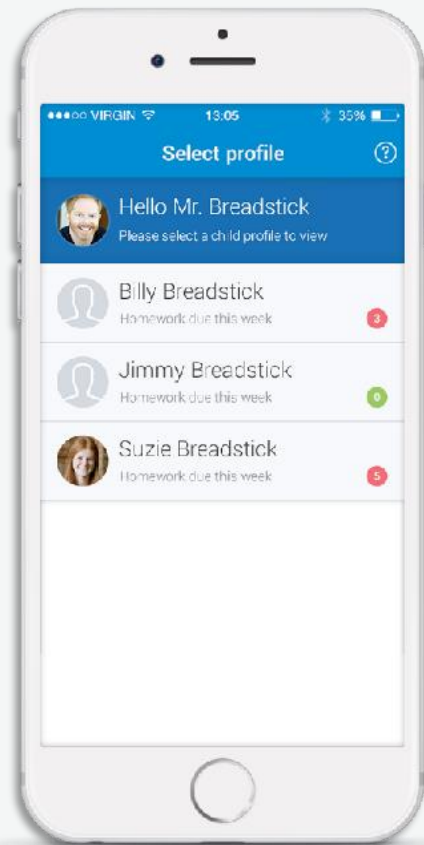 VIRGIN 13:05 35%
Select profile ?
Hello Mr. Breadstick
Please select a child profile to view
Billy Breadstick
Homework due this week 3
Jimmy Breadstick
Homework due this week 0
Suzie Breadstick
Homework due this week 5